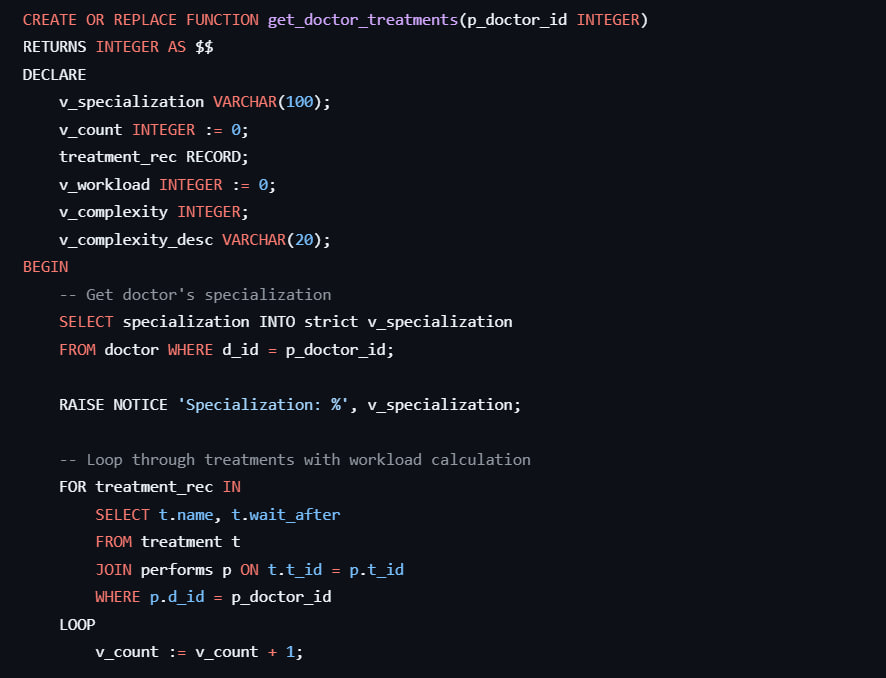 CREATE OR REPLACE FUNCTION get_doctor_treatments(p_doctor_id INTEGER)
RETURNS INTEGER AS $$
DECLARE
    v_specialization VARCHAR(100);
    v_count INTEGER := 0;
    treatment_rec RECORD;
    v_workload INTEGER := 0;
    v_complexity INTEGER;
    v_complexity_desc VARCHAR(20);
BEGIN
    -- Get doctor's specialization
    SELECT specialization INTO strict v_specialization
    FROM doctor WHERE d_id = p_doctor_id;

    RAISE NOTICE 'Specialization: %', v_specialization;

    -- Loop through treatments with workload calculation
    FOR treatment_rec IN
        SELECT t.name, t.wait_after
        FROM treatment t
        JOIN performs p ON t.t_id = p.t_id
        WHERE p.d_id = p_doctor_id
    LOOP
        v_count := v_count + 1;